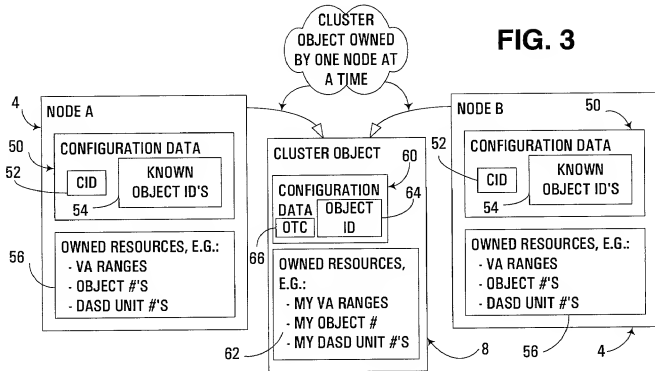 CLUSTER
OBJECT OWNED
BY ONE NODE AT
A TIME
FIG. 3
4
NODE A
50
CONFIGURATION DATA
52
CID
54
KNOWN
OBJECT ID'S
56
OWNED RESOURCES, E.G.:
- VA RANGES
- OBJECT #'S
- DASD UNIT #'S
CLUSTER OBJECT
60
CONFIGURATION
DATA
OBJECT
ID
64
OTC
66
OWNED RESOURCES,
E.G.:
- MY VA RANGES
- MY OBJECT #
- MY DASD UNIT #'S
62
8
NODE B
50
CONFIGURATION DATA
52
CID
54
KNOWN
OBJECT ID'S
OWNED RESOURCES, E.G.:
- VA RANGES
- OBJECT #'S
- DASD UNIT #'S
56
4